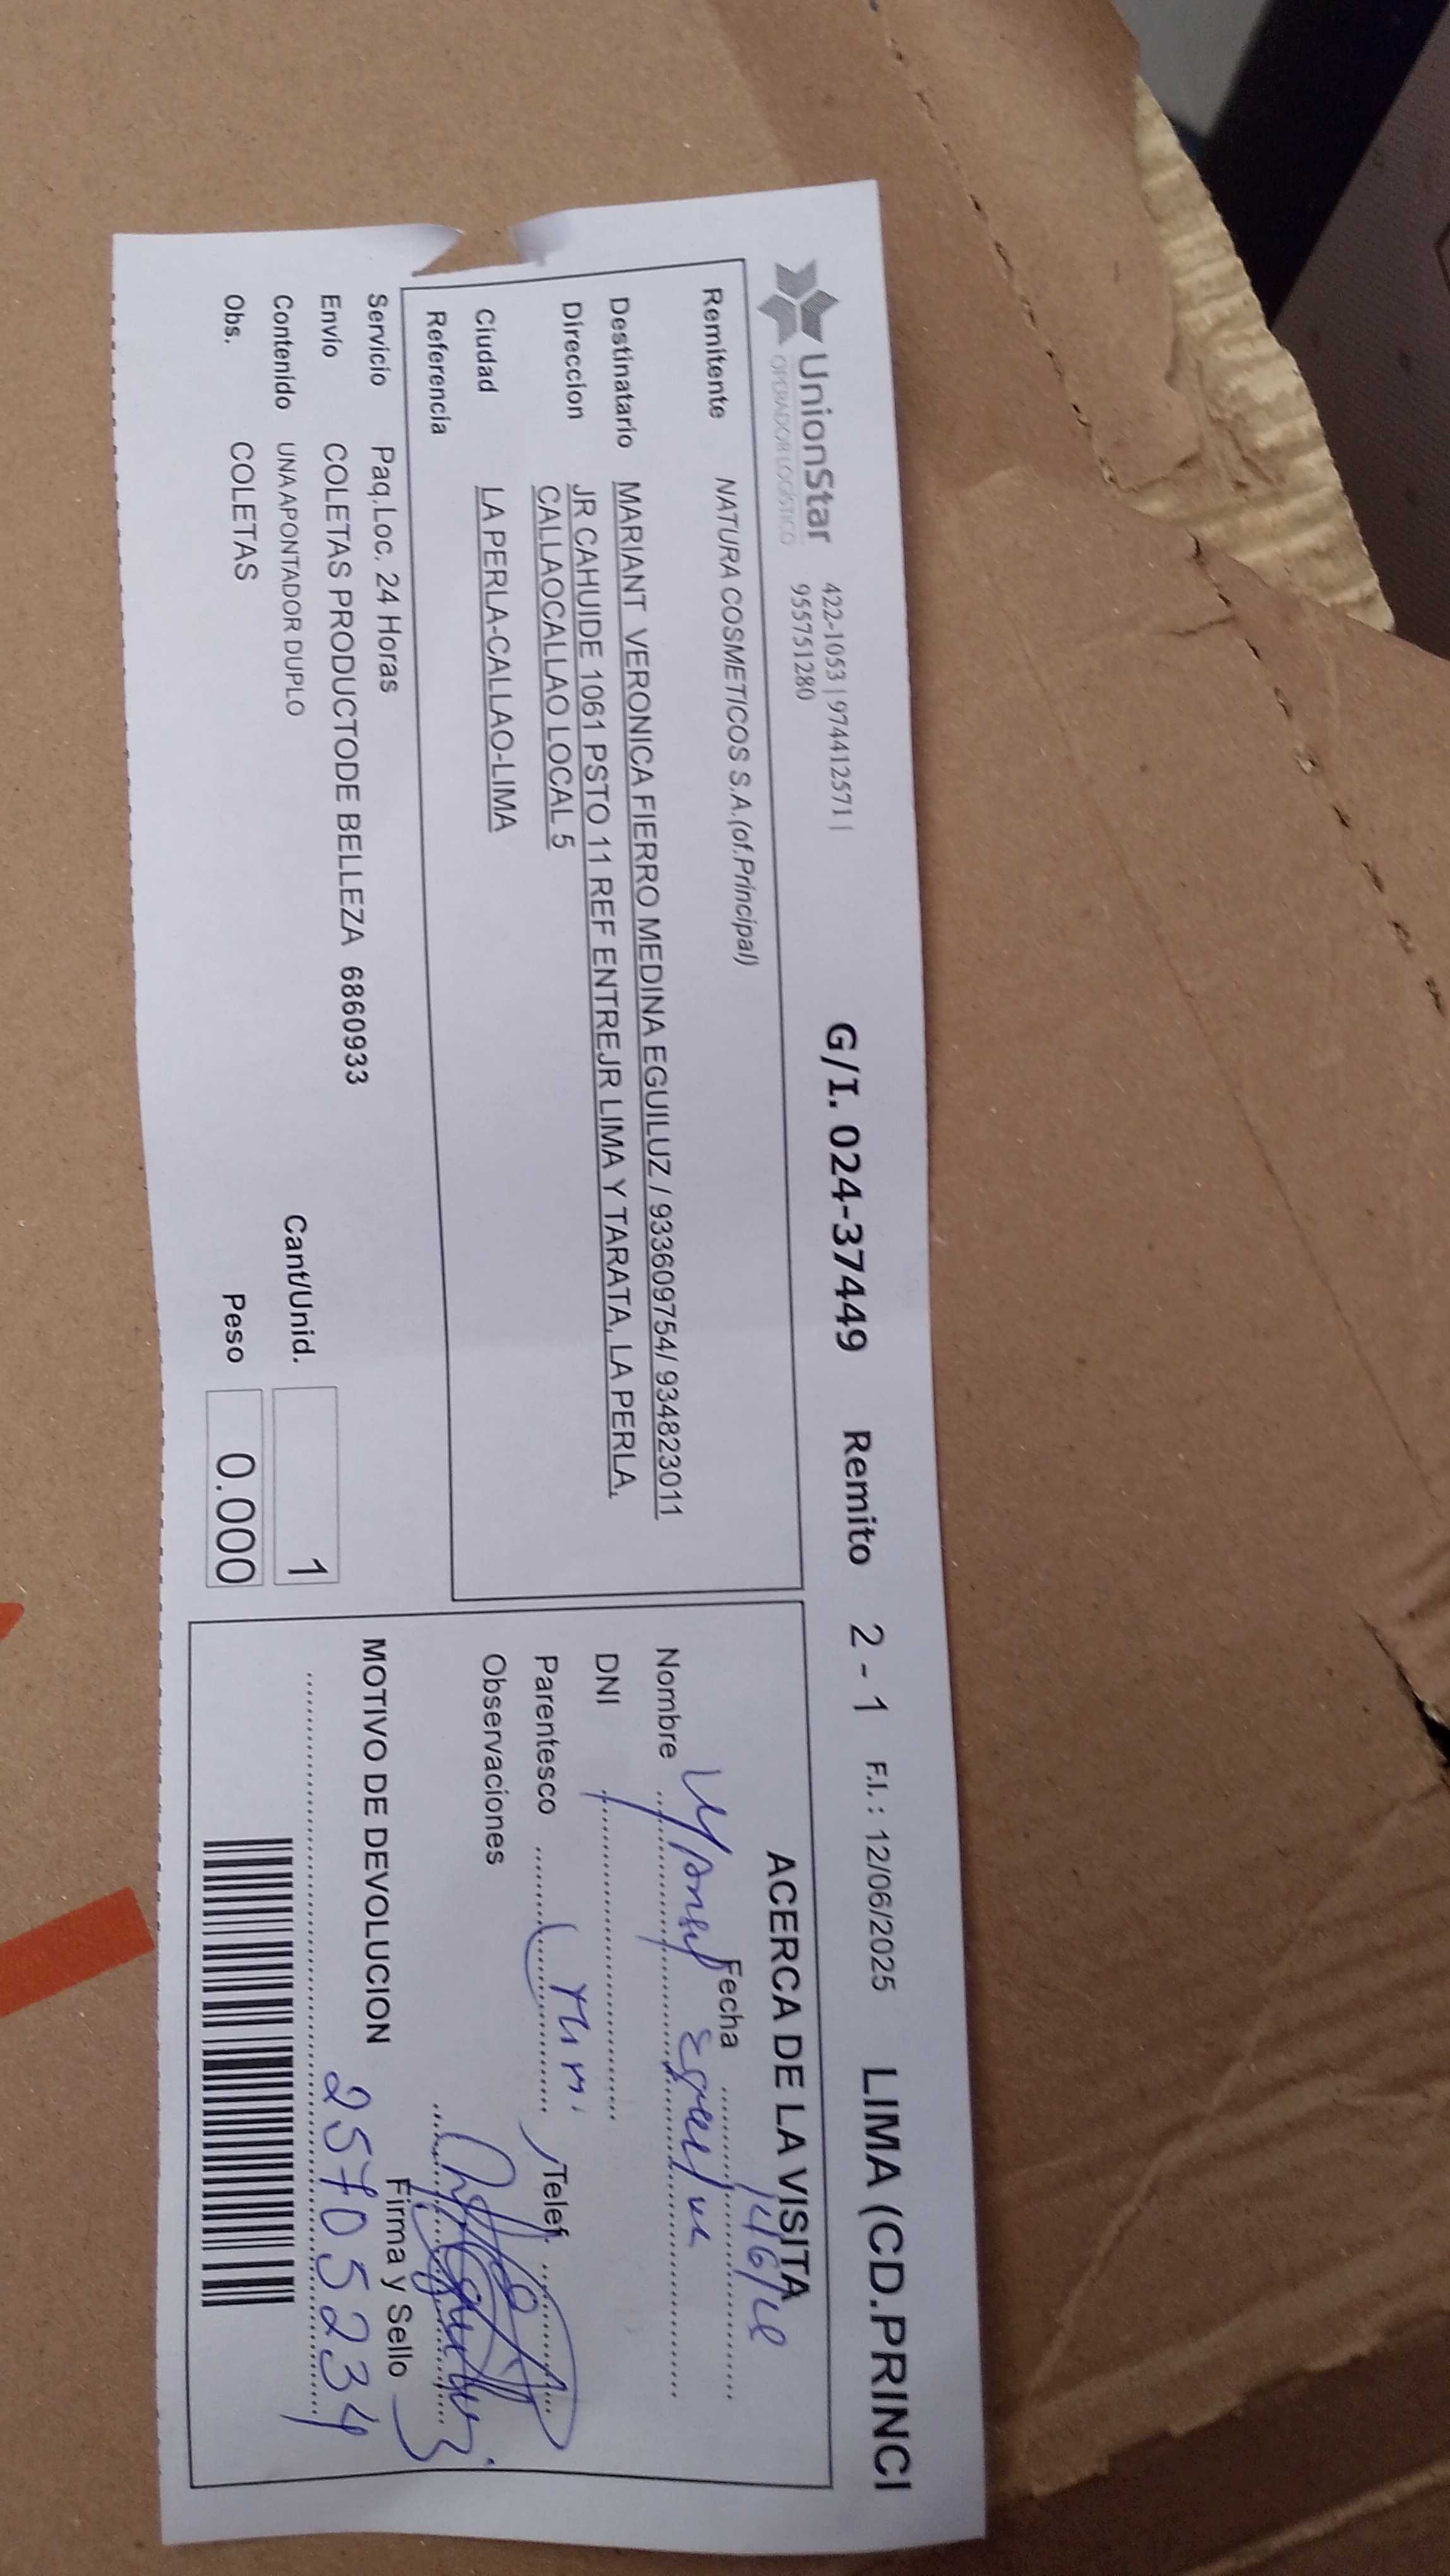 UnionStar
OPERADOR LOGÍSTICO
422-1053 | 974412571 |
955751280
G/I. 024-37449 Remito 2 - 1 F.I. : 12/06/2025 LIMA (CD.PRINCI
Remitente NATURA COSMETICOS S.A.(of.Principal)
Destinatario MARIANT VERONICA FIERRO MEDINA EGUILUZ / 933609754/ 934823011
Direccion JR CAHUIDE 1061 PSTO 11 REF ENTREJR LIMA Y TARATA, LA PERLA,
CALLAOCALLAO LOCAL 5
Ciudad LA PERLA-CALLAO-LIMA
Referencia
Servicio Paq.Loc. 24 Horas
Envío COLETAS PRODUCTODE BELLEZA 6860933
Contenido UNA APONTADOR DUPLO
Obs. COLETAS
Cant/Unid. 1
Peso 0.000
ACERCA DE LA VISITA
Fecha
Nombre
DNI
Parentesco
Telef.
Observaciones
Firma y Sello
MOTIVO DE DEVOLUCION
25705234